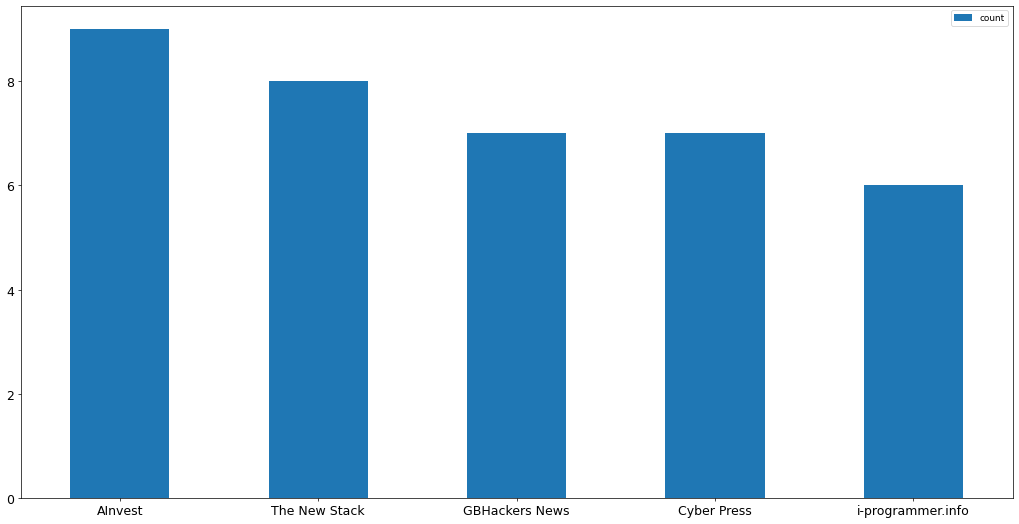 count
8
6
4
2
0
AInvest
The New Stack
GBHackers News
Cyber Press
i-programmer.info